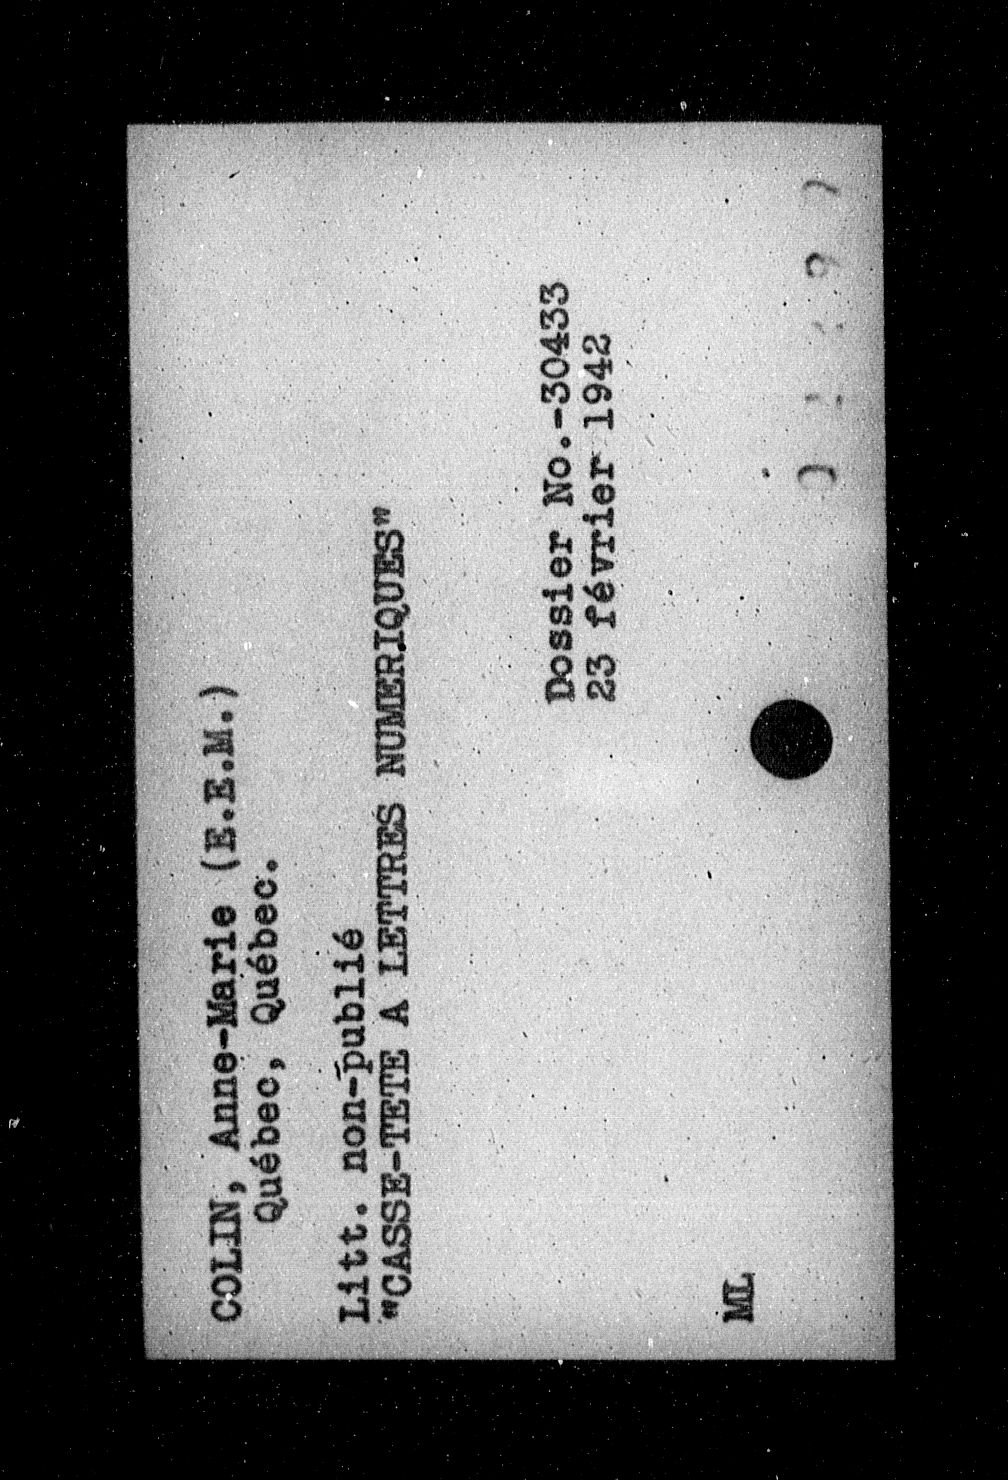 COLIN, Anne-Marie (E.E.M.)
Québec, Québec.
Litt. non-publié
"CASSE-TETE A LETTRES NUMERIQUES"
Dossier No.-30433
23 février 1942
ML